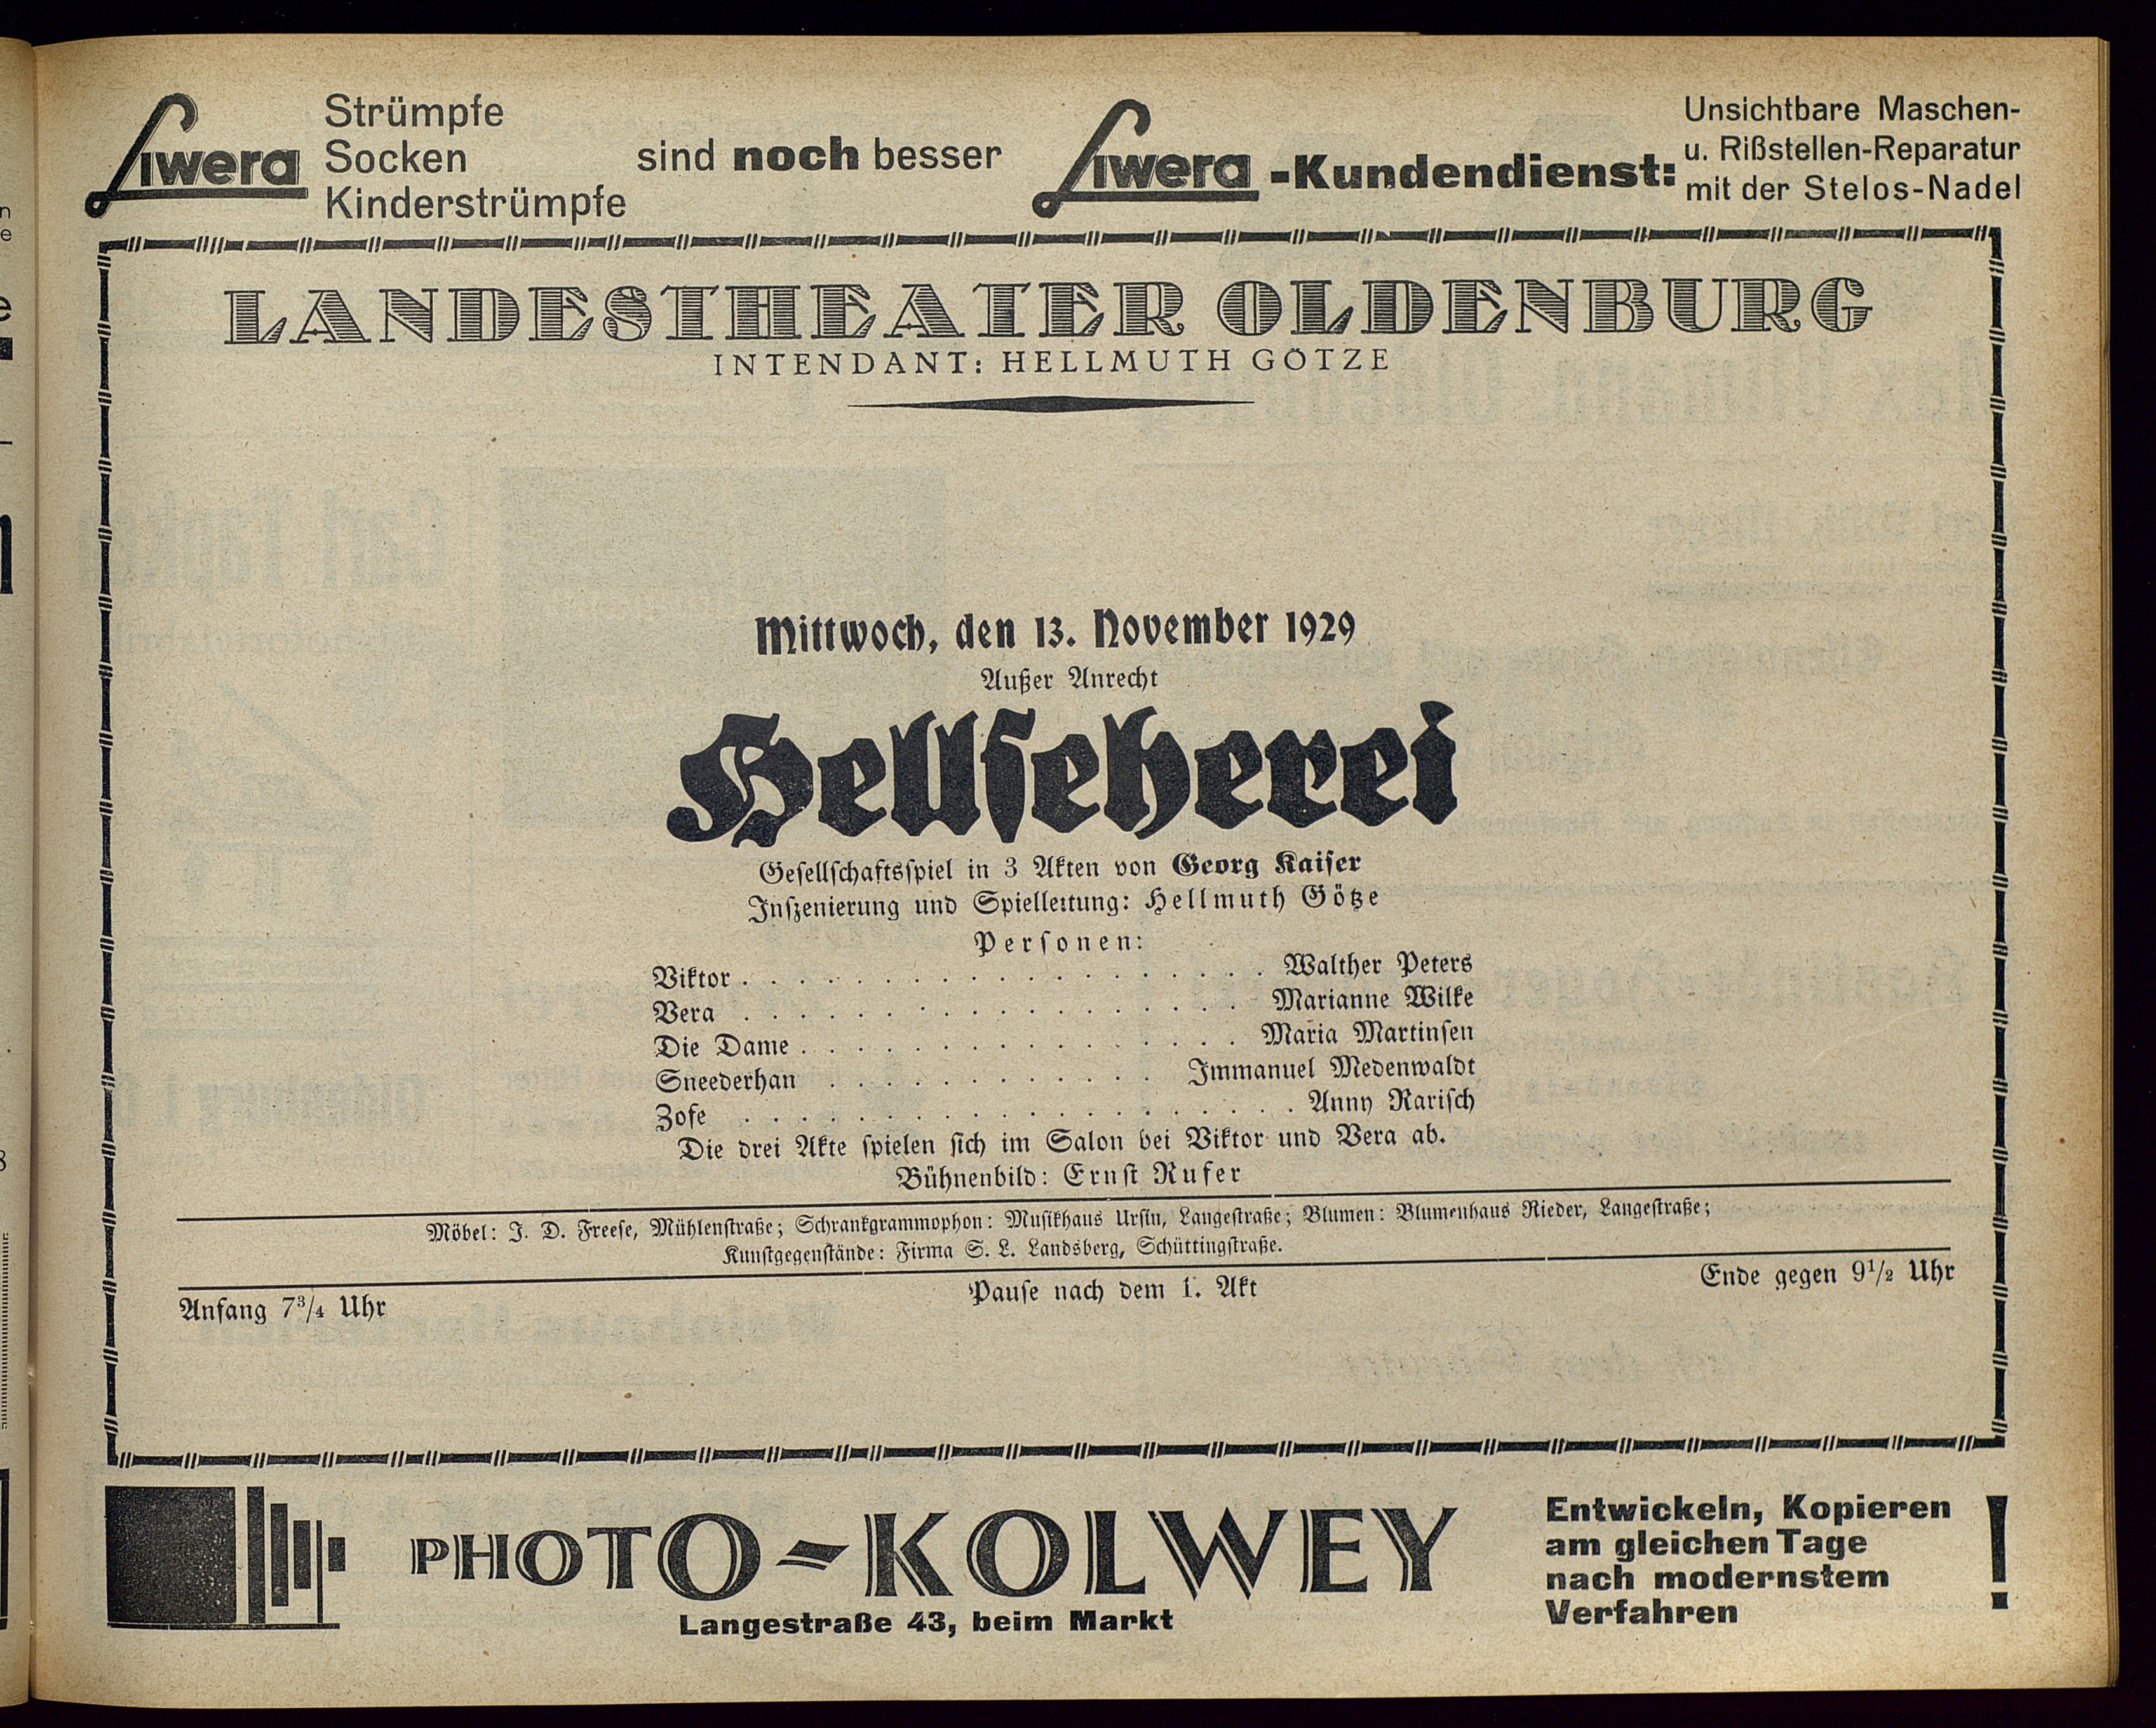 Liwera Strümpfe
Socken
Kinderstrümpfe
sind noch besser
Liwera-Kundendienst:
Unsichtbare Maschen-
u. Rißstellen-Reparatur
mit der Stelos-Nadel
LANDESTHEATER OLDENBURG
INTENDANT: HELLMUTH GÖTZE
Mittwoch, den 13. November 1929
Außer Anrecht
Hellseherei
Gesellschaftsspiel in 3 Akten von Georg Kaiser
Inszenierung und Spielleitung: Hellmuth Götze
Personen:
Viktor . . . . . . . . . . . . . . . . . . . Walther Peters
Vera . . . . . . . . . . . . . . . . . . Marianne Wilke
Die Dame . . . . . . . . . . . . . . . . Maria Martinsen
Sneederhan . . . . . . . . . . . . Immanuel Medenwaldt
Zofe . . . . . . . . . . . . . . . . . . . . Anny Rarisch
Die drei Akte spielen sich im Salon bei Viktor und Vera ab.
Bühnenbild: Ernst Rufer
Möbel: J. D. Freese, Mühlenstraße; Schrankgrammophon: Musikhaus Ursin, Langestraße; Blumen: Blumenhaus Rieder, Langestraße;
Kunstgegenstände: Firma S. L. Landsberg, Schüttingstraße.
Anfang 7³/₄ Uhr Pause nach dem 1. Akt Ende gegen 9¹/₂ Uhr
PHOTO-KOLWEY
Langestraße 43, beim Markt
Entwickeln, Kopieren
am gleichen Tage
nach modernstem
Verfahren !